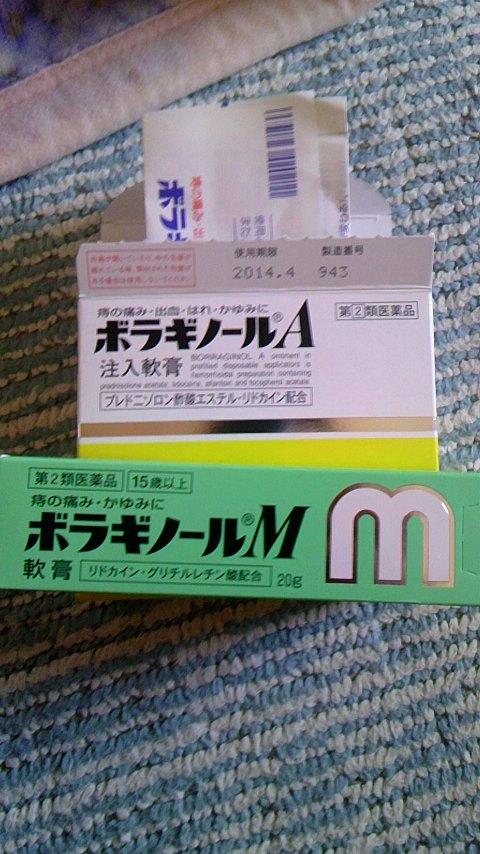 ボラギ
使用期限 製造番号
2014.4 943
痔の痛み・出血・はれ・かゆみに
ボラギノール®A
第②類医薬品
注入軟膏
BORRAGINOL A ointment in
prefilled disposable applicators is
hemorrhoidal preparation containing
prednisolone acetate, lidocaine, allantoin and tocopherol acetate.
プレドニゾロン酢酸エステル・リドカイン配合
第2類医薬品 15歳以上
痔の痛み・かゆみに
ボラギノール®M
軟膏 リドカイン・グリチルレチン酸配合 20g
m